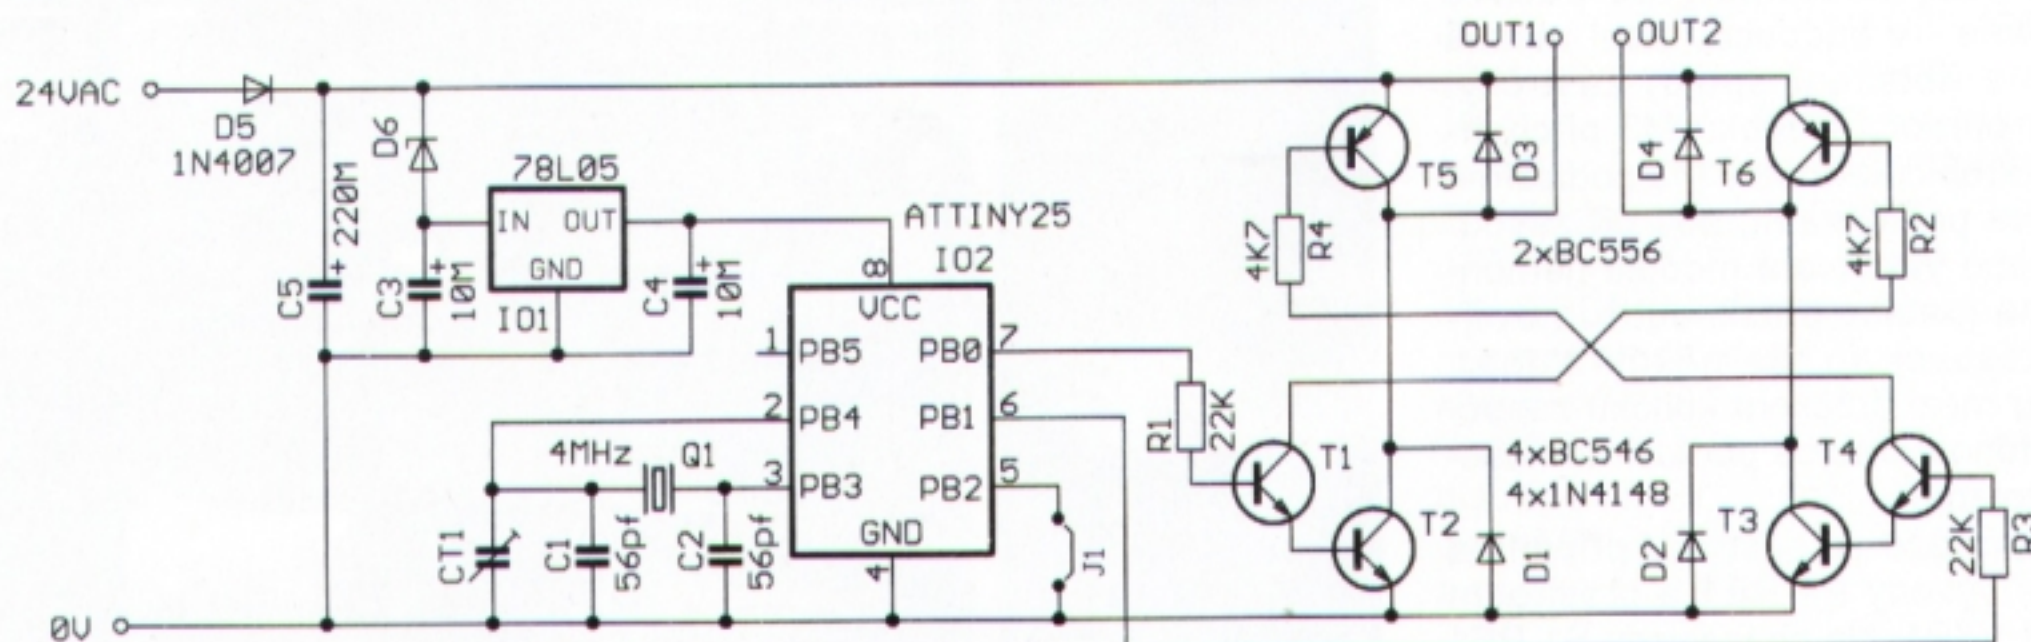 24VAC
D5
1N4007
D6
78L05
IN OUT
GND
IO1
C5
220M
+
C3
10M
+
C4
10M
+
ATTINY25
IO2
8
VCC
1
PB5
PB0
7
2
PB4
PB1
6
3
PB3
PB2
5
GND
4
4MHz
Q1
CT1
C1
56pf
C2
56pf
J1
0V
OUT1
OUT2
T5
D3
D4
T6
4K7
R4
2xBC556
4K7
R2
R1
22K
T1
4xBC546
4x1N4148
T4
T2
D1
D2
T3
22K
R3